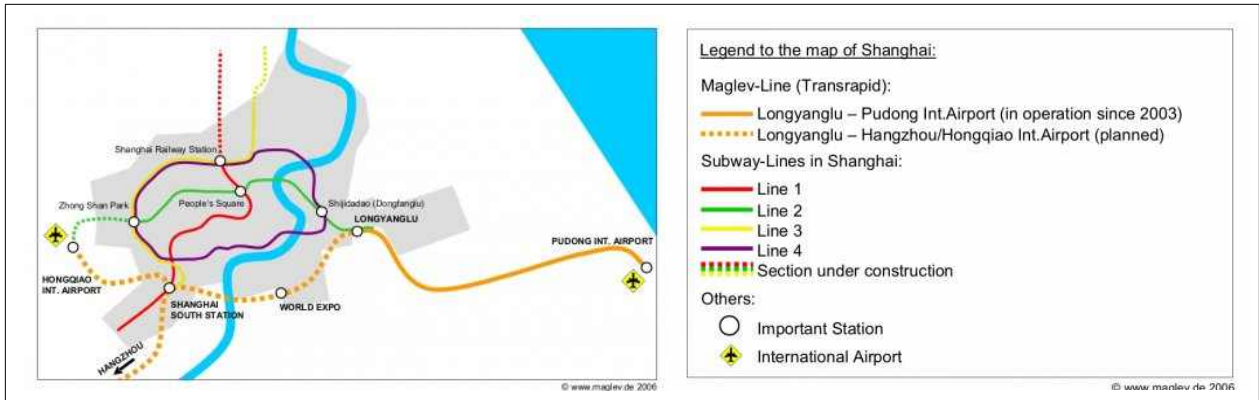 Shanghai Railway Station
Zhong Shan Park
People's Square
Shijidadao (Dongfanglu)
LONGYANGLU
PUDONG INT. AIRPORT
HONGQIAO
INT. AIRPORT
SHANGHAI
SOUTH STATION
WORLD EXPO
HANGZHOU
© www.maglev.de 2006
Legend to the map of Shanghai:
Maglev-Line (Transrapid):
Longyanglu – Pudong Int.Airport (in operation since 2003)
Longyanglu – Hangzhou/Hongqiao Int.Airport (planned)
Subway-Lines in Shanghai:
Line 1
Line 2
Line 3
Line 4
Section under construction
Others:
Important Station
International Airport
© www.maglev.de 2006